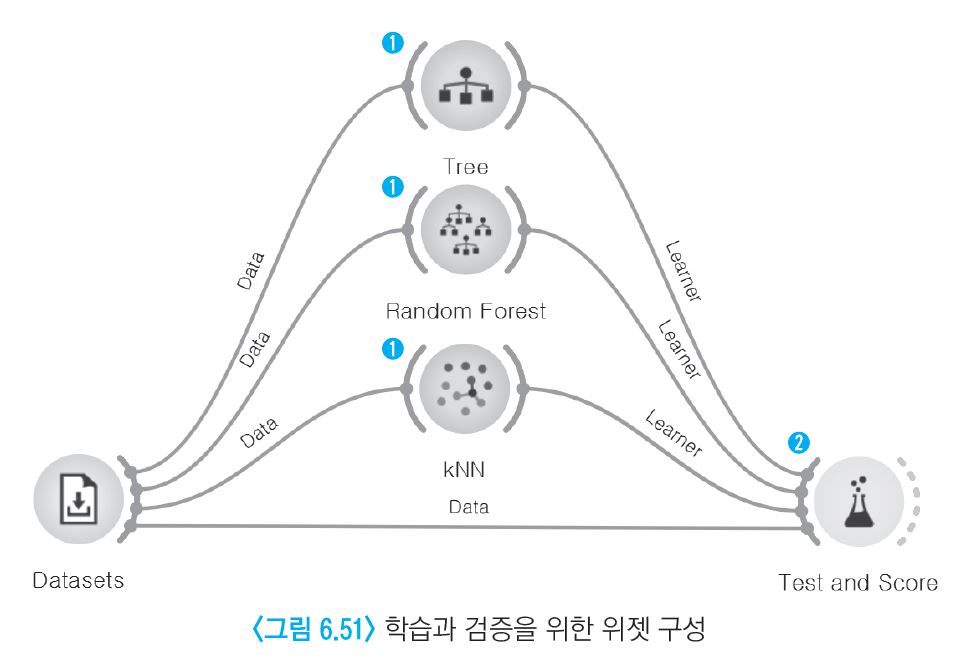 1
Tree
1
Data
Learner
Random Forest
Data
Learner
1
Data
Learner
2
kNN
Data
Datasets
Test and Score
<그림 6.51> 학습과 검증을 위한 위젯 구성